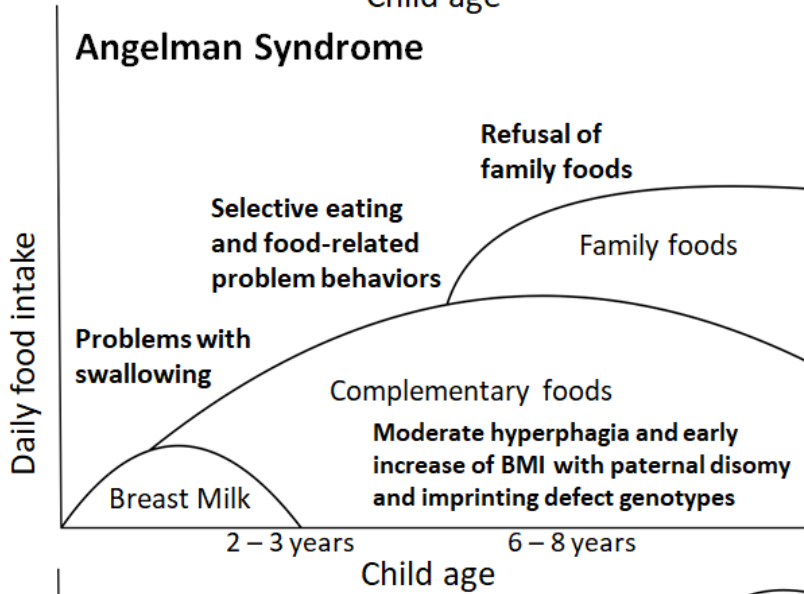 Child age
Angelman Syndrome
Refusal of
family foods
Selective eating
and food-related
problem behaviors
Family foods
Daily food intake
Problems with
swallowing
Complementary foods
Moderate hyperphagia and early
increase of BMI with paternal disomy
and imprinting defect genotypes
Breast Milk
2 – 3 years
6 – 8 years
Child age